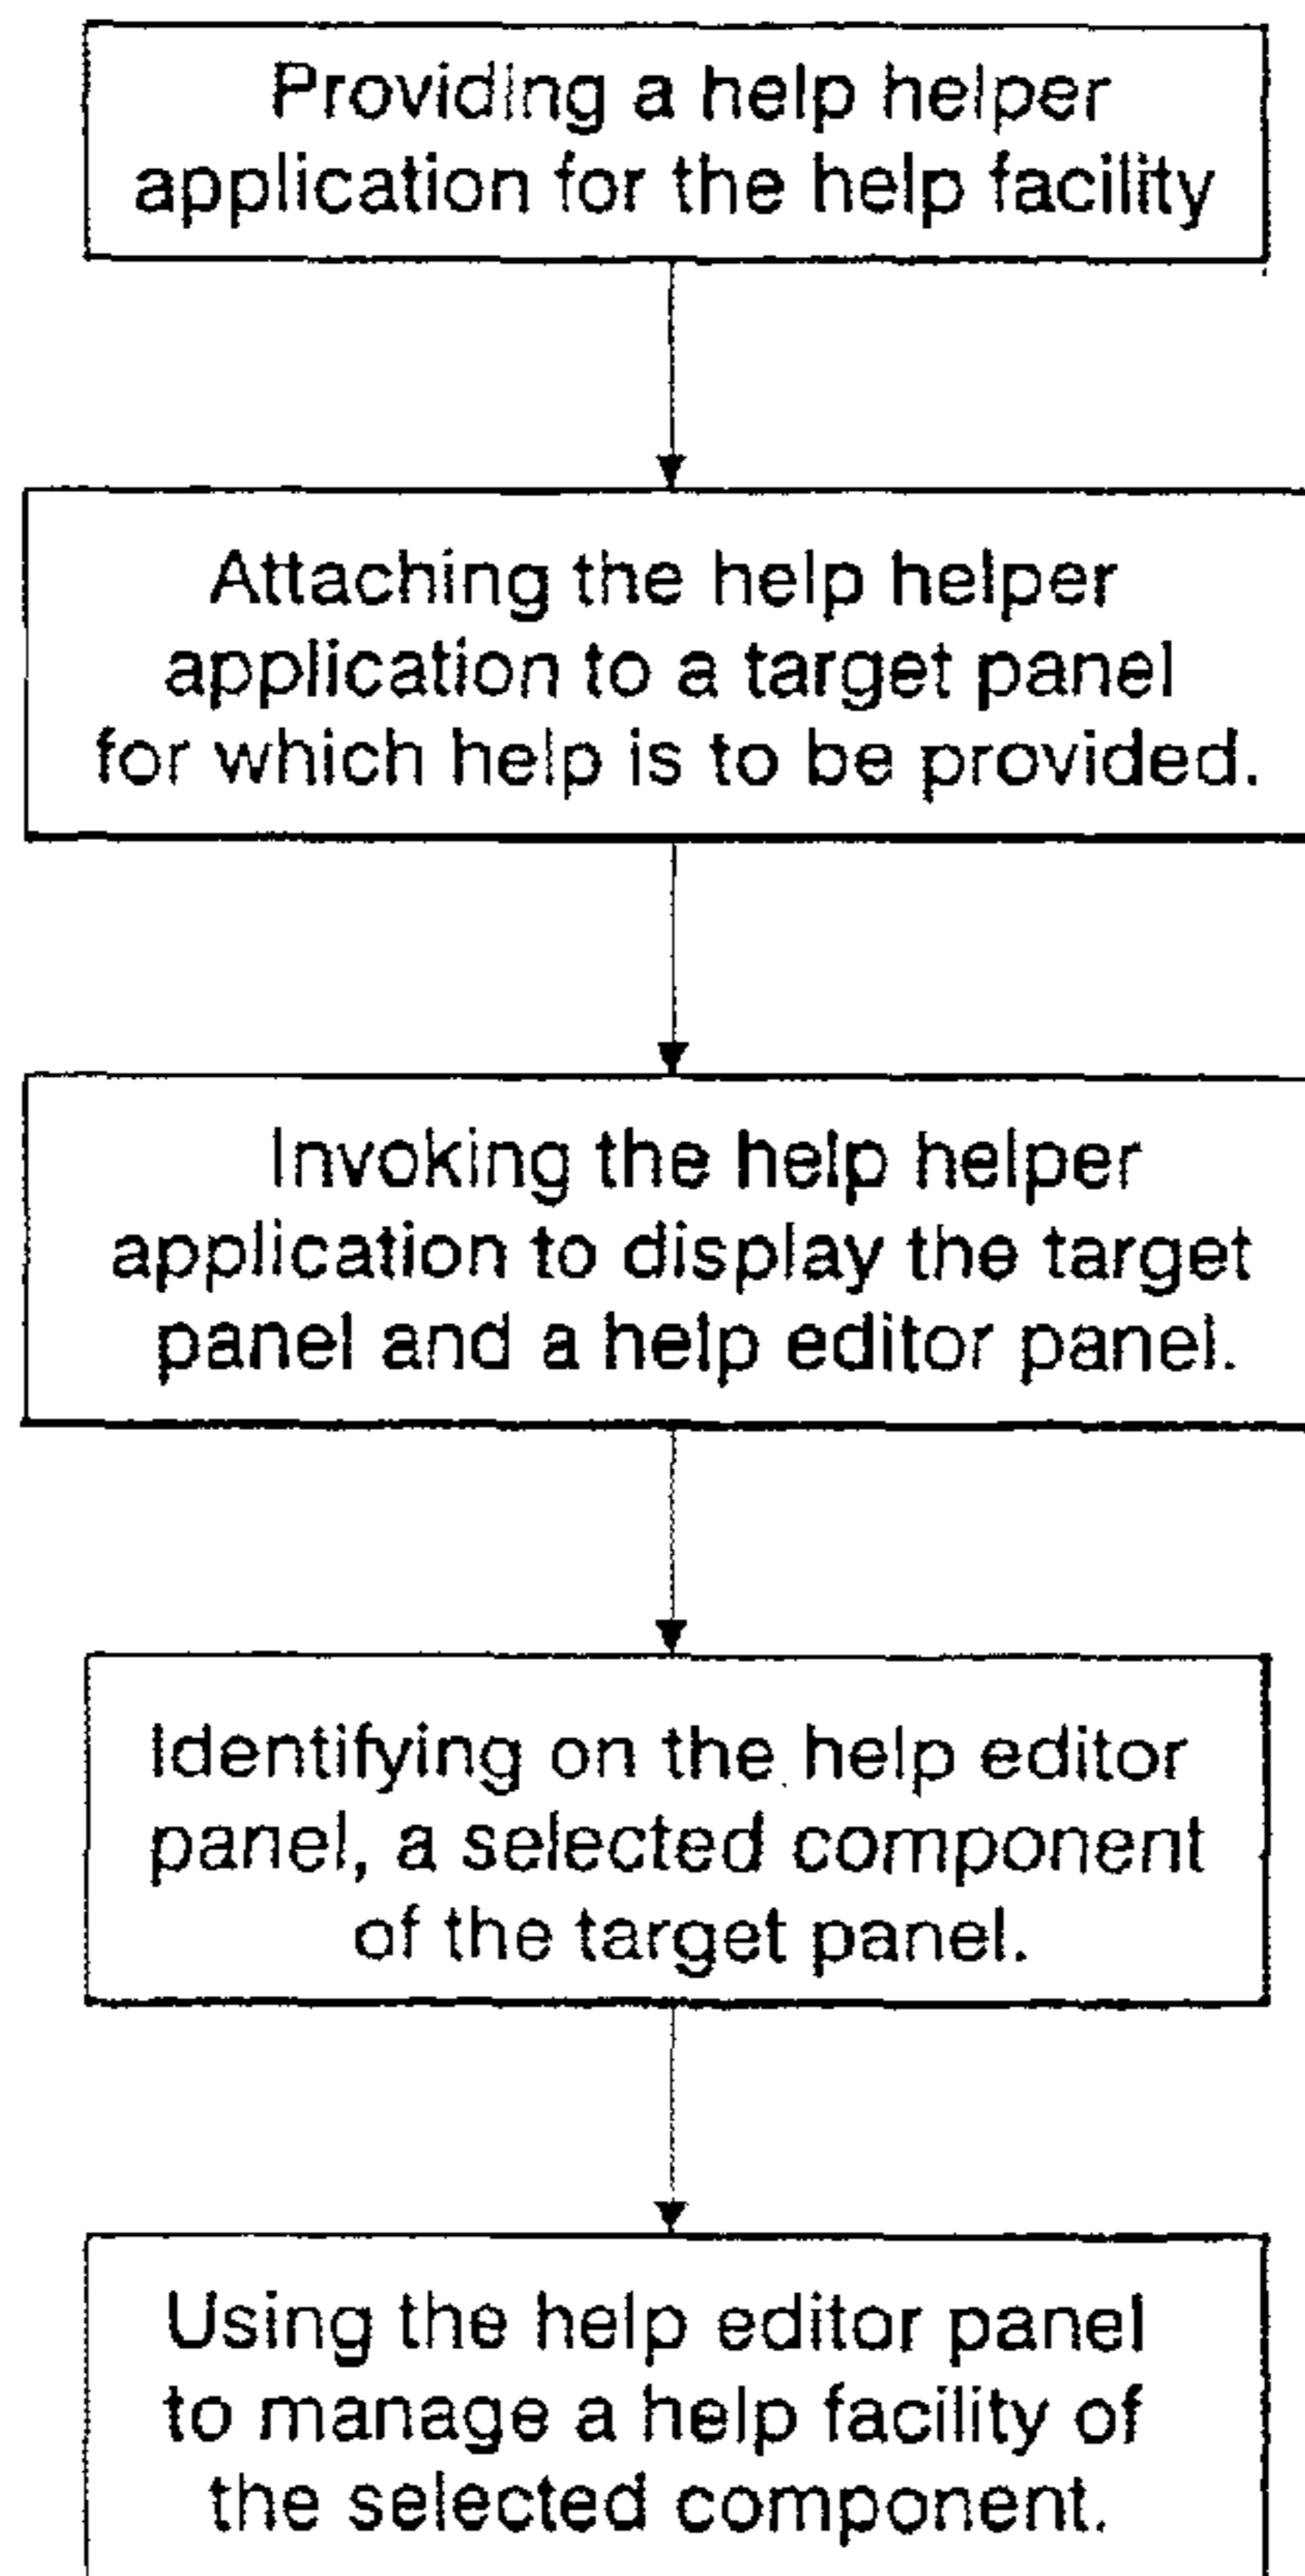 Providing a help helper
application for the help facility
Attaching the help helper
application to a target panel
for which help is to be provided.
Invoking the help helper
application to display the target
panel and a help editor panel.
Identifying on the help editor
panel, a selected component
of the target panel.
Using the help editor panel
to manage a help facility of
the selected component.